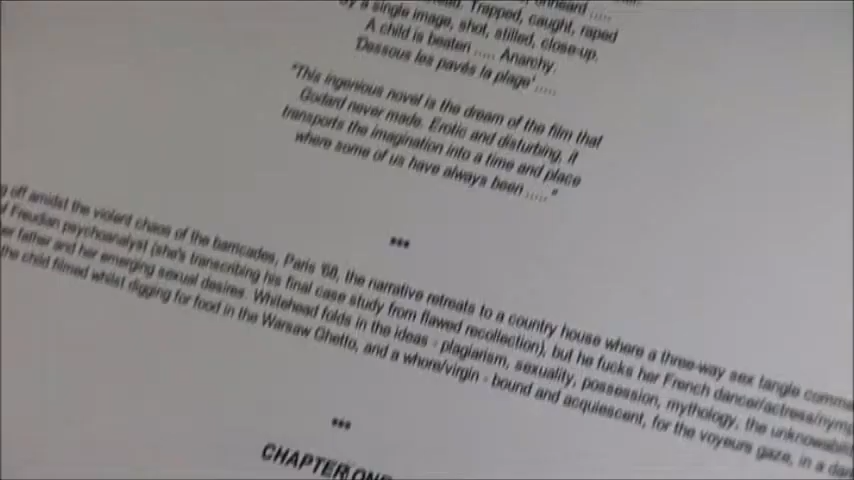 Trapped, caught, raped
by a single image, shot, stilled, close-up.
A child is beaten ..... Anarchy.
Dessous les pavés la plage' .....
"This ingenious novel is the dream of the film that
Godard never made. Erotic and disturbing, it
transports the imagination into a time and place
where some of us have always been ....."
***
off amidst the violent chaos of the barricades, Paris '68, the narrative retreats to a country house where a three-way sex tangle
Freudian psychoanalyst (she's transcribing his final case study from flawed recollection), but he fucks her French dancer/actress/
father and her emerging sexual desires. Whitehead folds in the ideas - plagiarism, sexuality, possession, mythology, the
the child filmed whilst digging for food in the Warsaw Ghetto, and a whore/virgin - bound and acquiescent, for the voyeurs gaze, in a
***
CHAPTER ONE